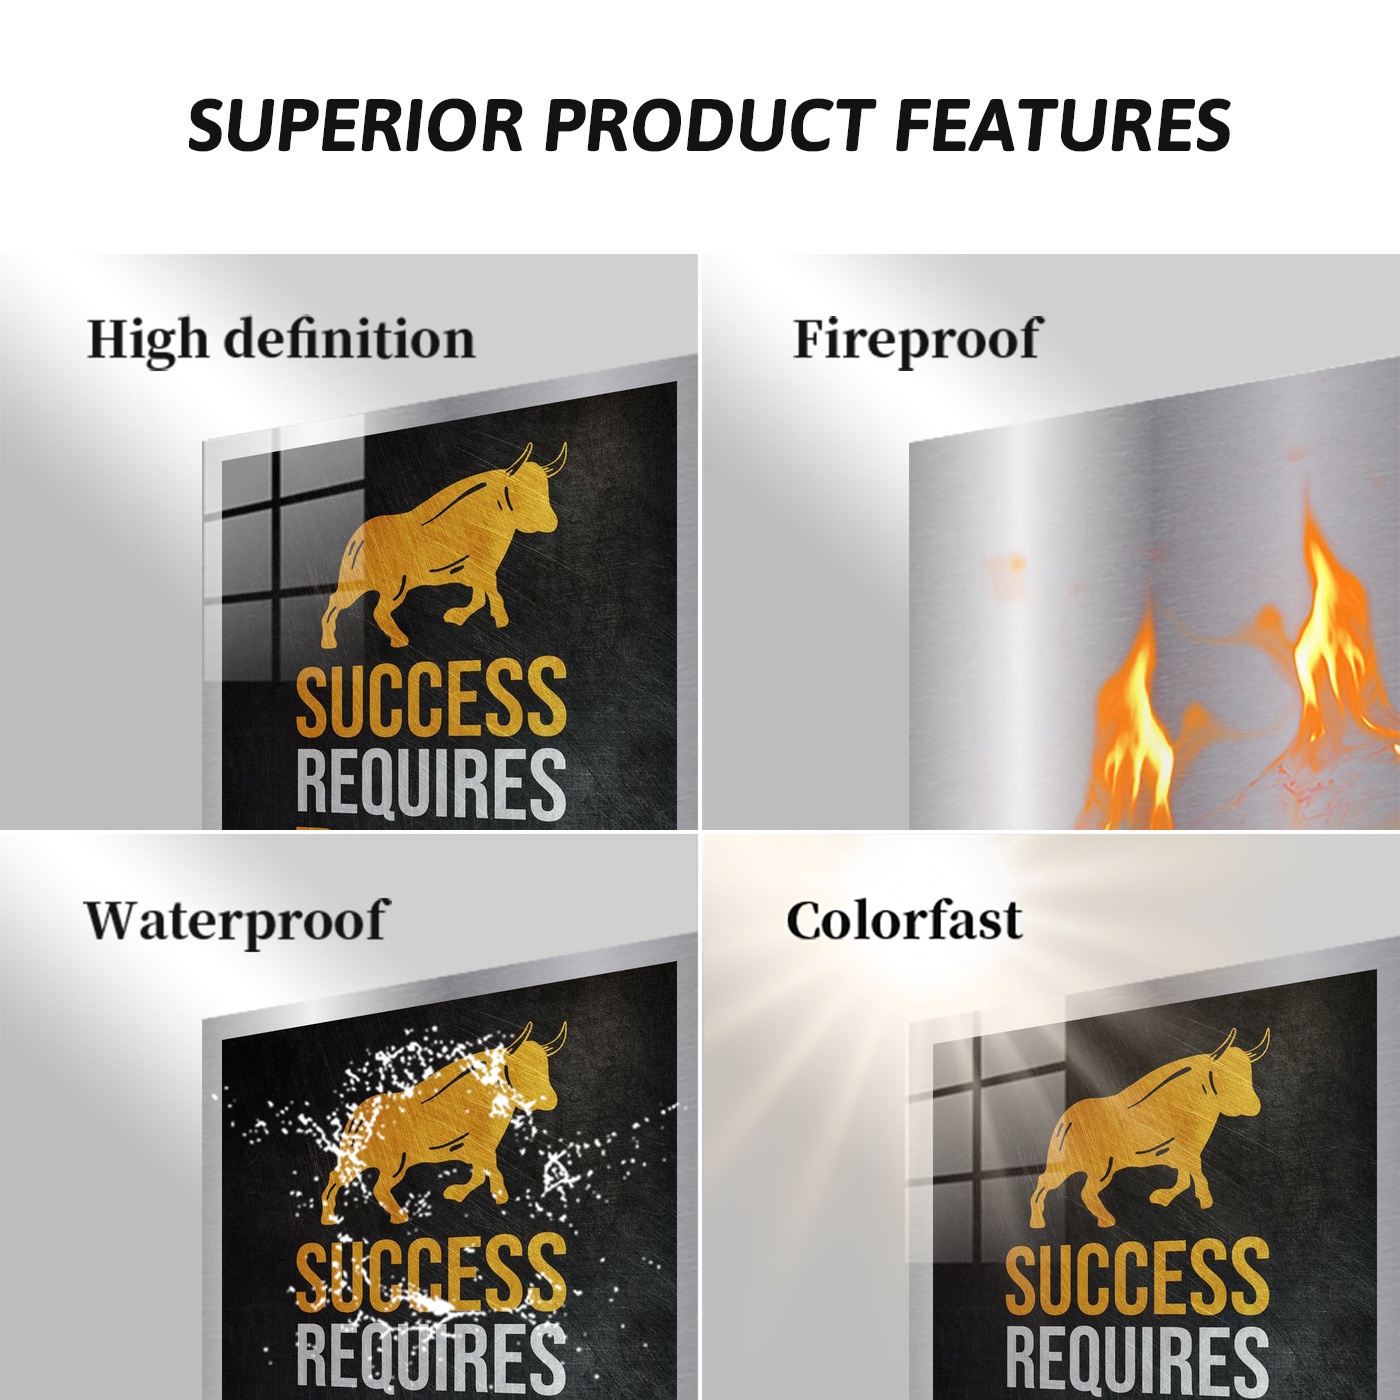 SUPERIOR PRODUCT FEATURES
High definition
SUCCESS
REQUIRES
Fireproof
Waterproof
SUCCESS
REQUIRES
Colorfast
SUCCESS
REQUIRES